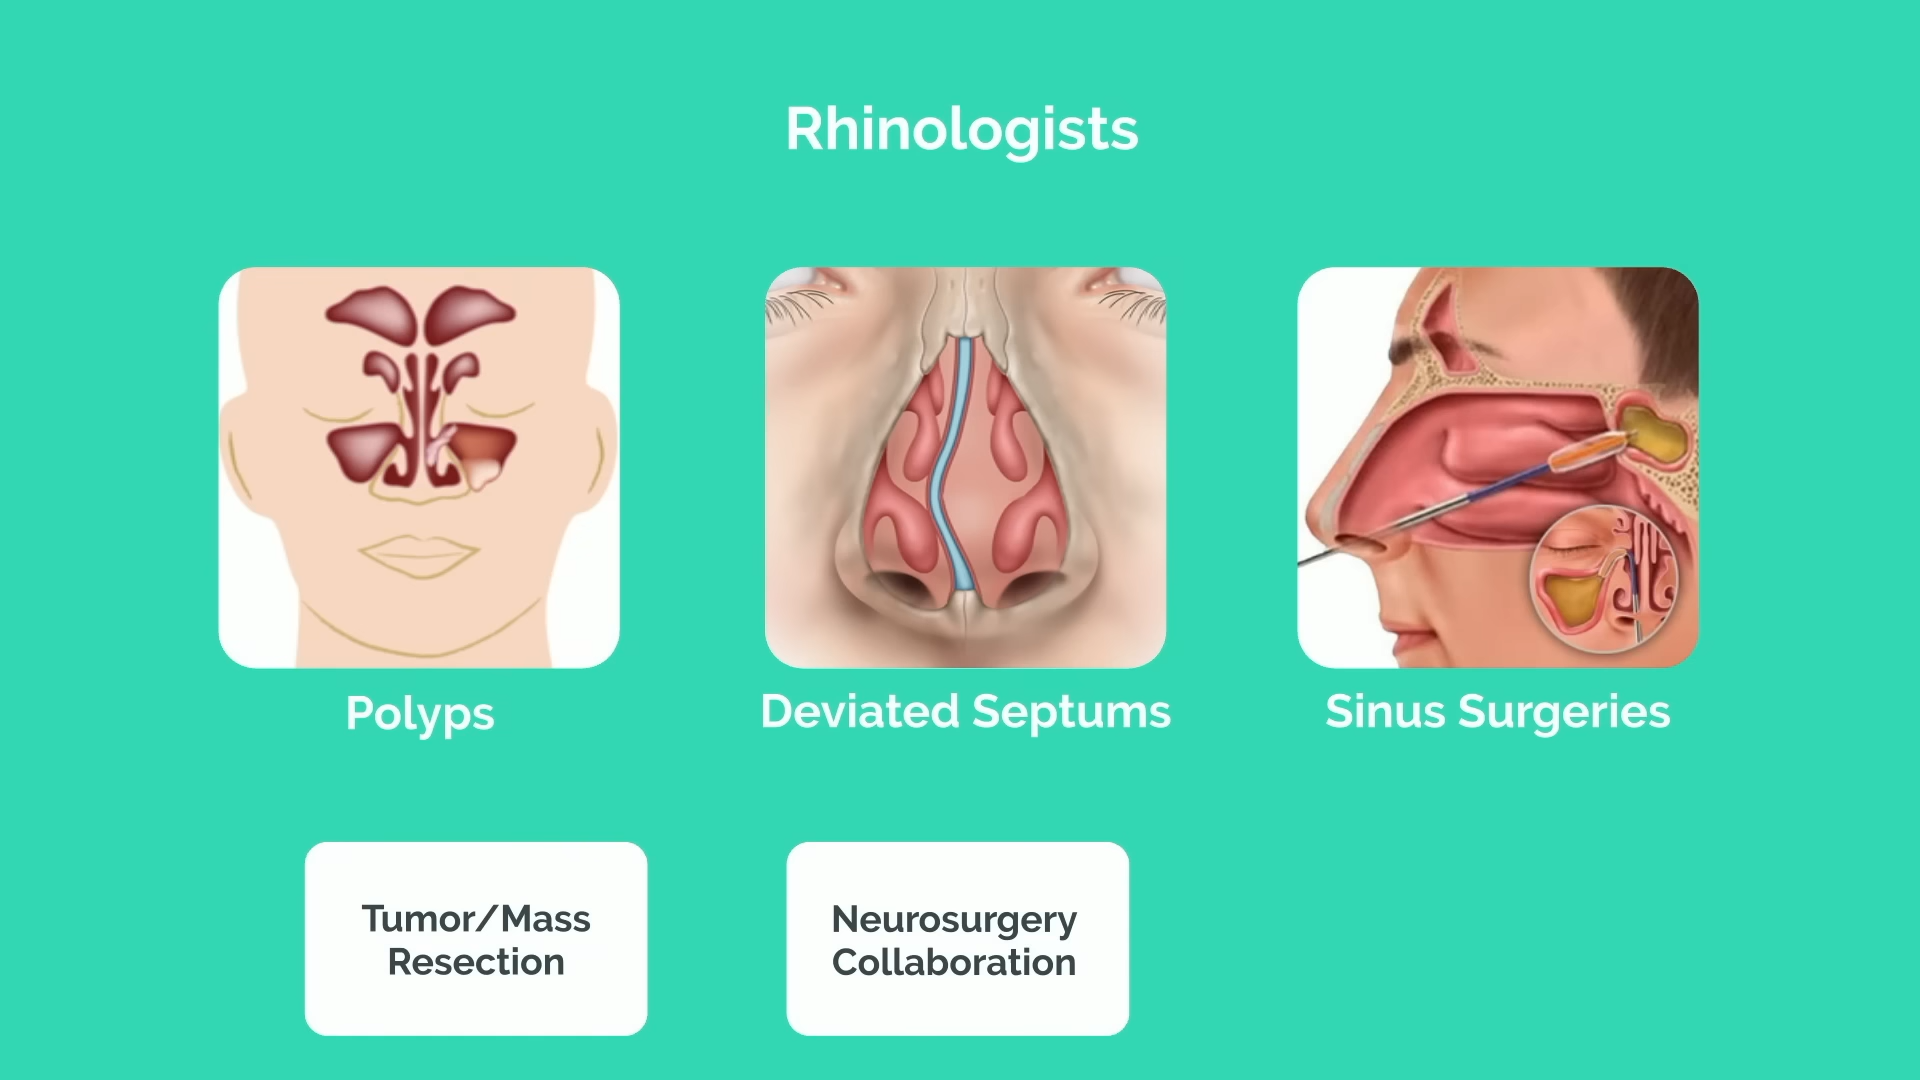 Rhinologists
Polyps
Deviated Septums
Sinus Surgeries
Tumor/Mass
Resection
Neurosurgery
Collaboration